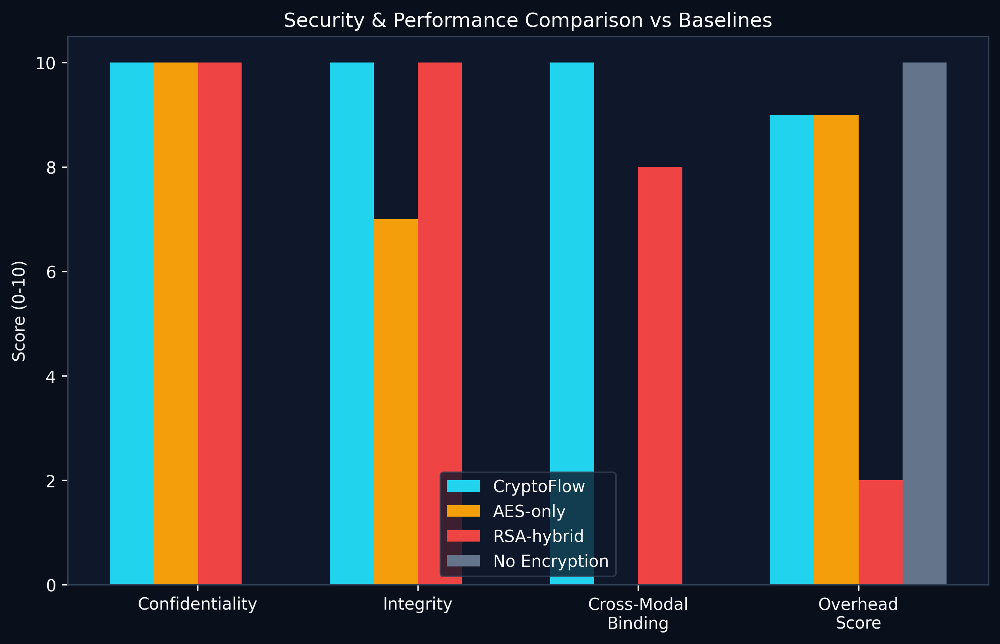 Security & Performance Comparison vs Baselines
Score (0-10)
10
8
6
4
2
0
CryptoFlow
AES-only
RSA-hybrid
No Encryption
Confidentiality
Integrity
Cross-Modal
Binding
Overhead
Score